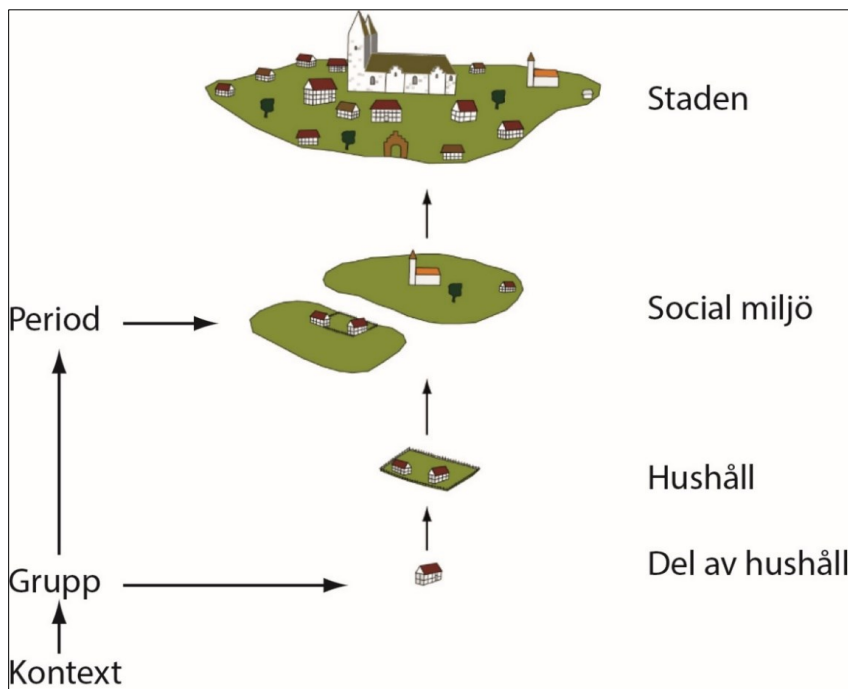 Staden
Period
Social miljö
Hushåll
Grupp
Del av hushåll
Kontext